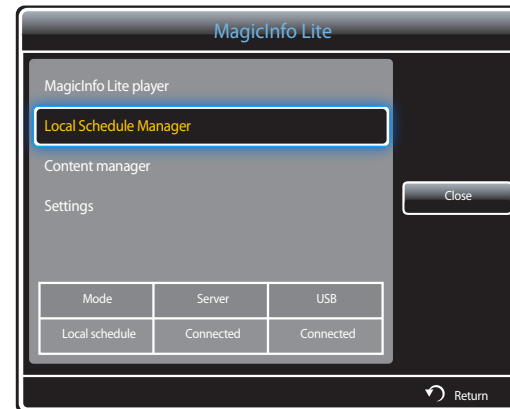 MagicInfo Lite
MagicInfo Lite player
Local Schedule Manager
Content manager
Settings
Close
Mode Server USB
Local schedule Connected Connected
Return